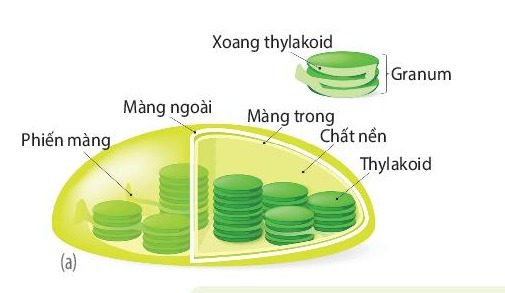 Xoang thylakoid
Granum
Màng ngoài
Màng trong
Phiến màng
Chất nền
Thylakoid
(a)